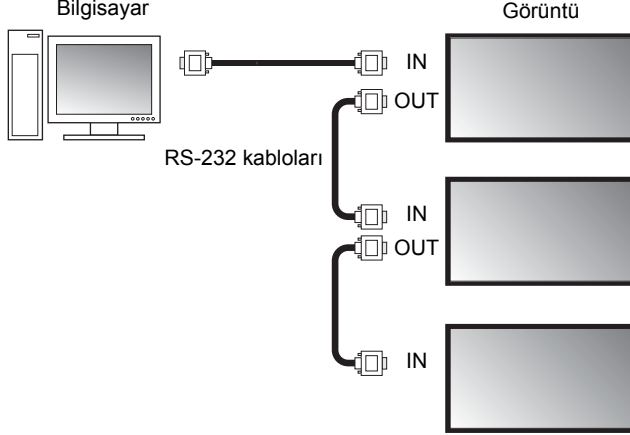 Bilgisayar
Görüntü
IN
OUT
RS-232 kabloları
IN
OUT
IN